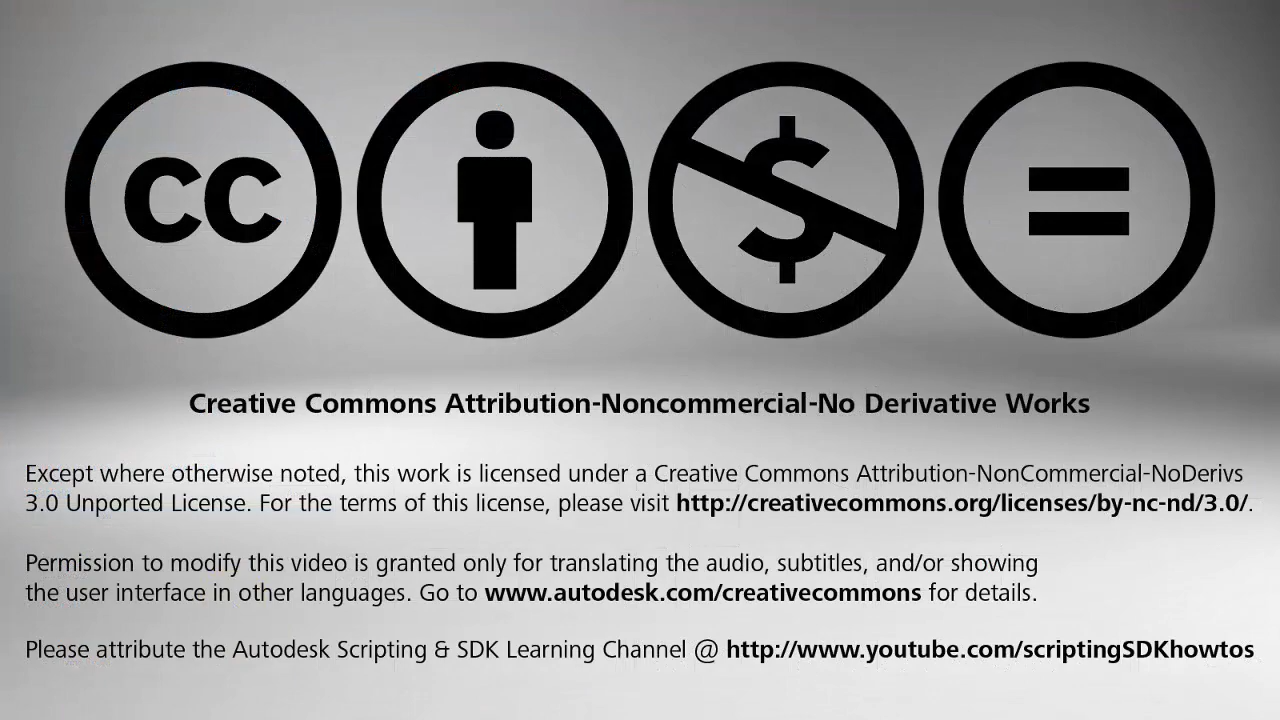 cc
$
=
Creative Commons Attribution-Noncommercial-No Derivative Works
Except where otherwise noted, this work is licensed under a Creative Commons Attribution-NonCommercial-NoDerivs
3.0 Unported License. For the terms of this license, please visit http://creativecommons.org/licenses/by-nc-nd/3.0/.
Permission to modify this video is granted only for translating the audio, subtitles, and/or showing
the user interface in other languages. Go to www.autodesk.com/creativecommons for details.
Please attribute the Autodesk Scripting & SDK Learning Channel @ http://www.youtube.com/scriptingSDKhowtos